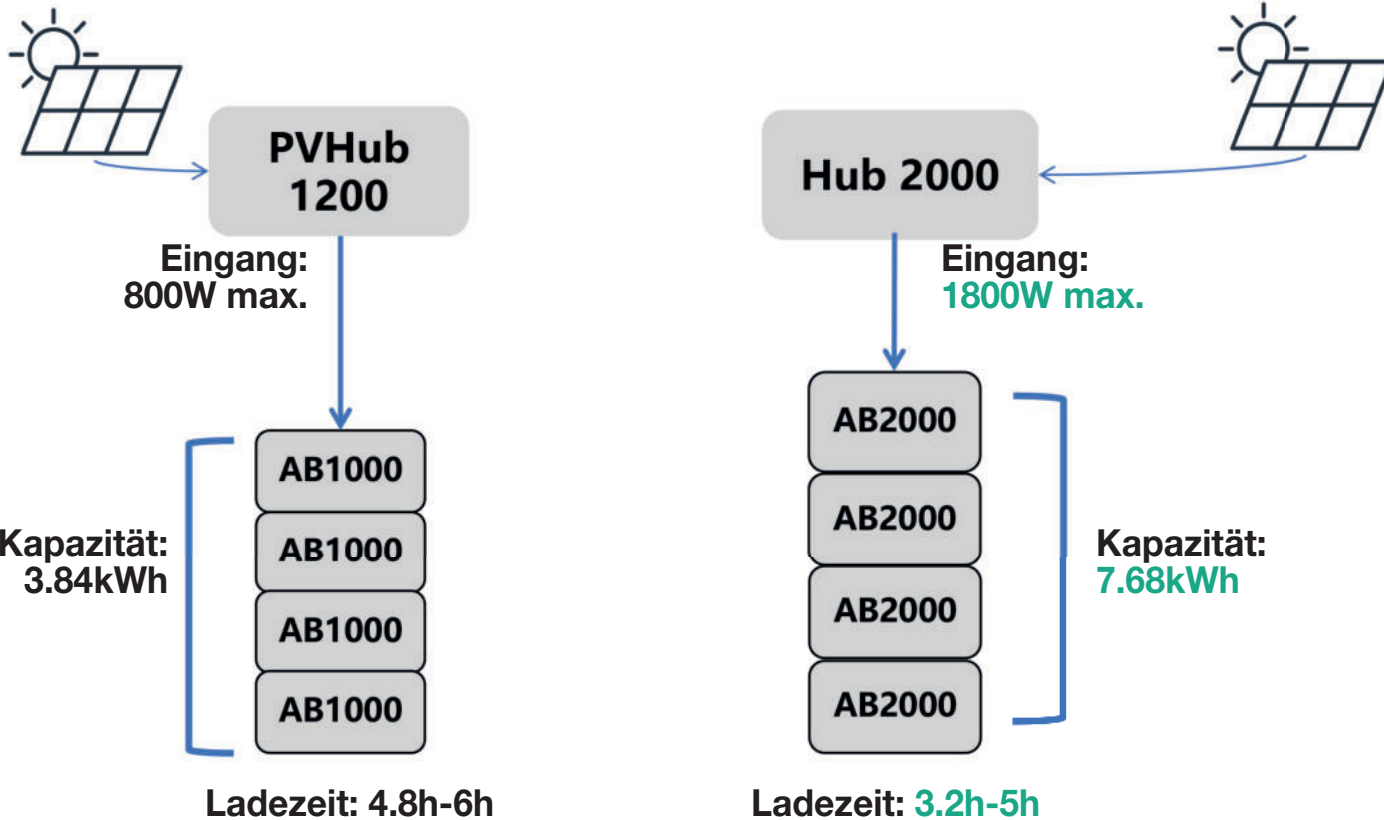 PVHub
1200
Eingang:
800W max.
Kapazität:
3.84kWh
AB1000
AB1000
AB1000
AB1000
Ladezeit: 4.8h-6h
Hub 2000
Eingang:
1800W max.
AB2000
AB2000
AB2000
AB2000
Kapazität:
7.68kWh
Ladezeit: 3.2h-5h